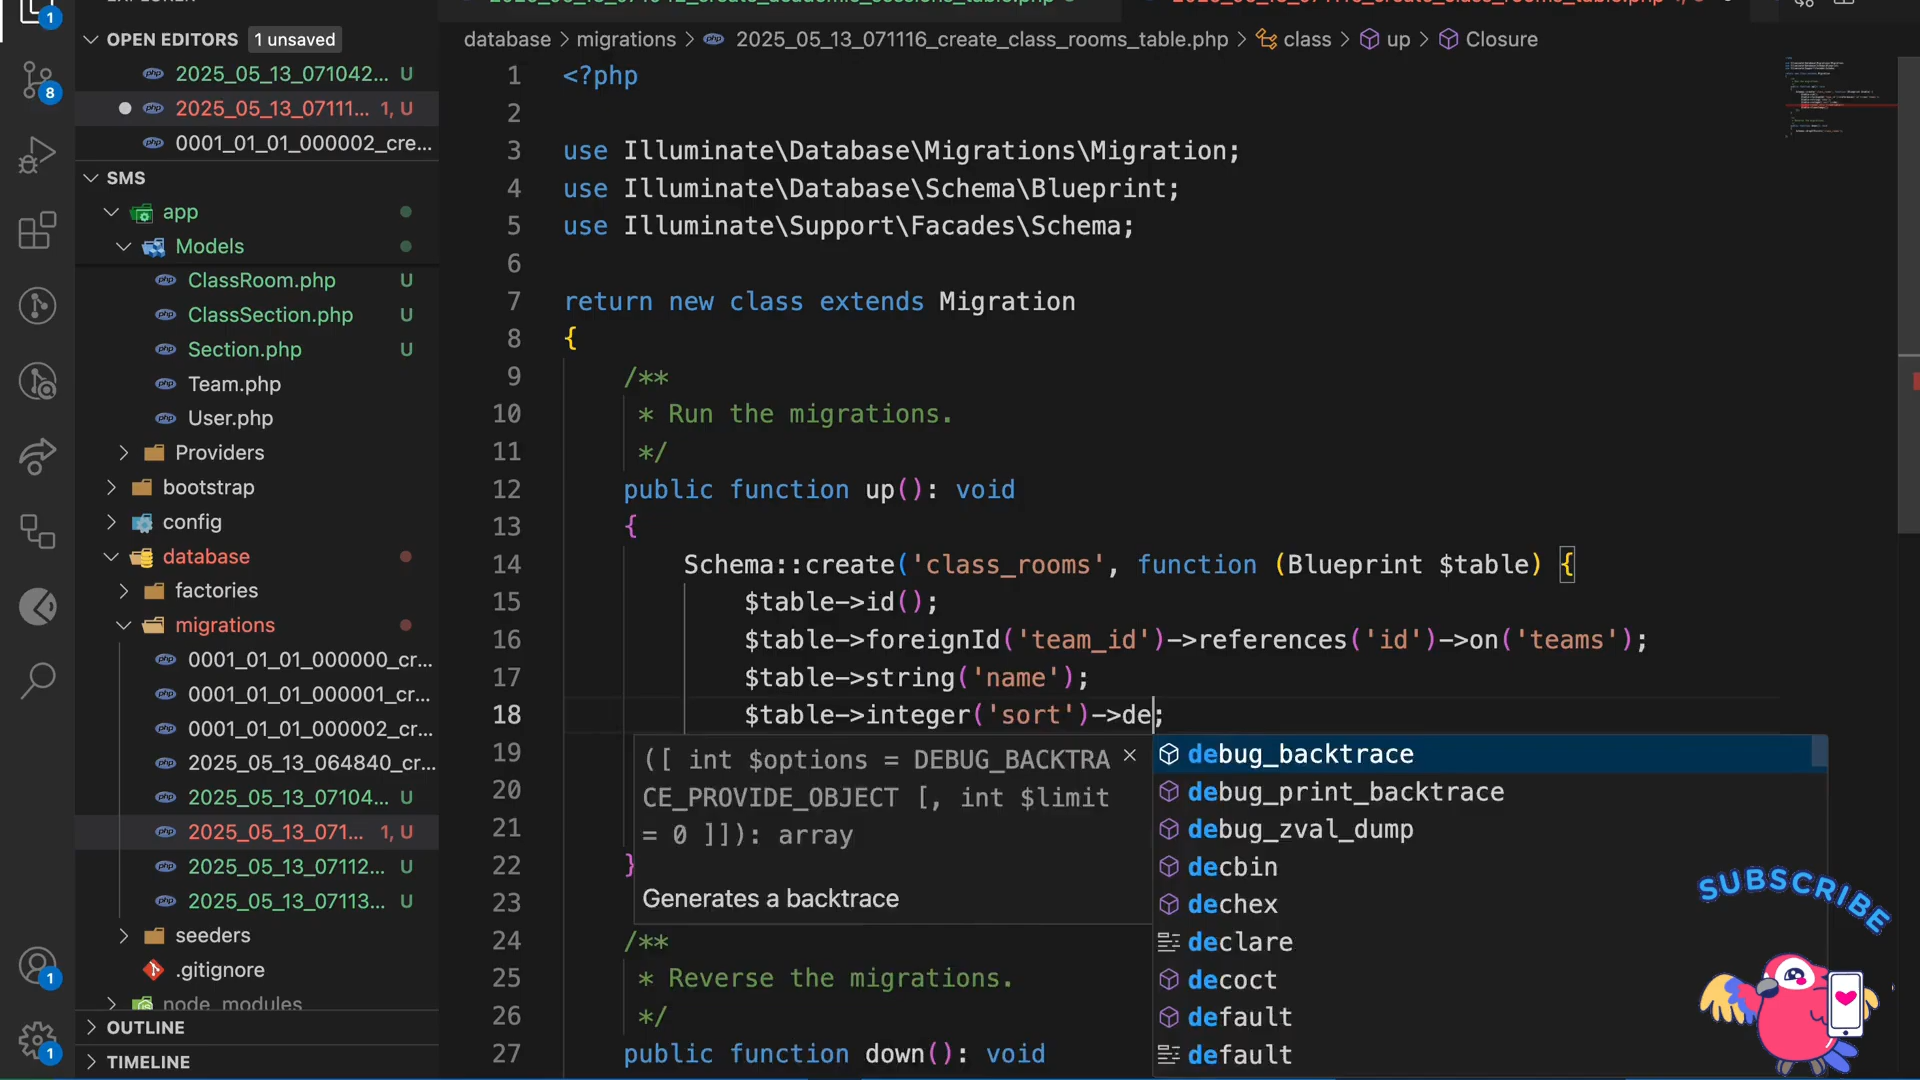 OPEN EDITORS 1 unsaved
2025_05_13_071042... U
2025_05_13_07111... 1, U
0001_01_01_000002_cre...
SMS
app
Models
ClassRoom.php U
ClassSection.php U
Section.php U
Team.php
User.php
Providers
bootstrap
config
database
factories
migrations
0001_01_01_000000_cr...
0001_01_01_000001_cr...
0001_01_01_000002_cr...
2025_05_13_064840_cr...
2025_05_13_07104... U
2025_05_13_071... 1, U
2025_05_13_07112... U
2025_05_13_07113... U
seeders
.gitignore
node_modules
OUTLINE
TIMELINE
1
8
1
1
database > migrations > php 2025_05_13_071116_create_class_rooms_table.php > class > up > Closure
1 <?php
2
3 use Illuminate\Database\Migrations\Migration;
4 use Illuminate\Database\Schema\Blueprint;
5 use Illuminate\Support\Facades\Schema;
6
7 return new class extends Migration
8 {
9 /**
10 * Run the migrations.
11 */
12 public function up(): void
13 {
14 Schema::create('class_rooms', function (Blueprint $table) {
15 $table->id();
16 $table->foreignId('team_id')->references('id')->on('teams');
17 $table->string('name');
18 $table->integer('sort')->de;
19
20
21
22 }
23
24 /**
25 * Reverse the migrations.
26 */
27 public function down(): void
([ int $options = DEBUG_BACKTRA
CE_PROVIDE_OBJECT [, int $limit
= 0 ]]): array
Generates a backtrace
debug_backtrace
debug_print_backtrace
debug_zval_dump
decbin
dechex
declare
decoct
default
default
SUBSCRIBE